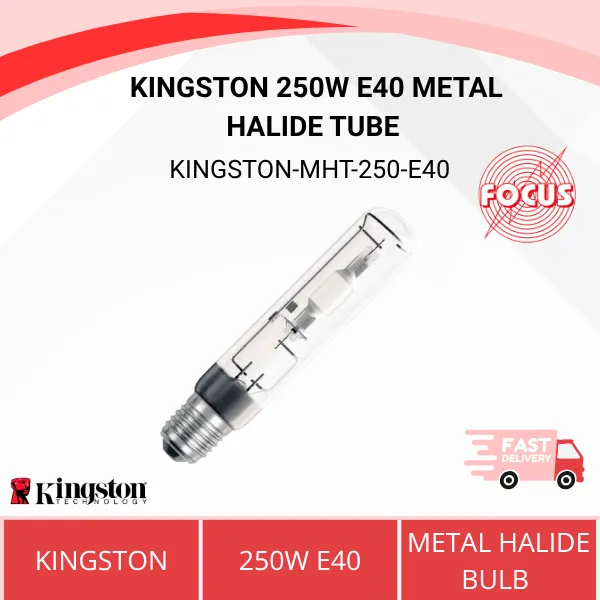 KINGSTON 250W E40 METAL
HALIDE TUBE
KINGSTON-MHT-250-E40
FOCUS
FAST
DELIVERY
Kingston
TECHNOLOGY
KINGSTON
250W E40
METAL HALIDE
BULB